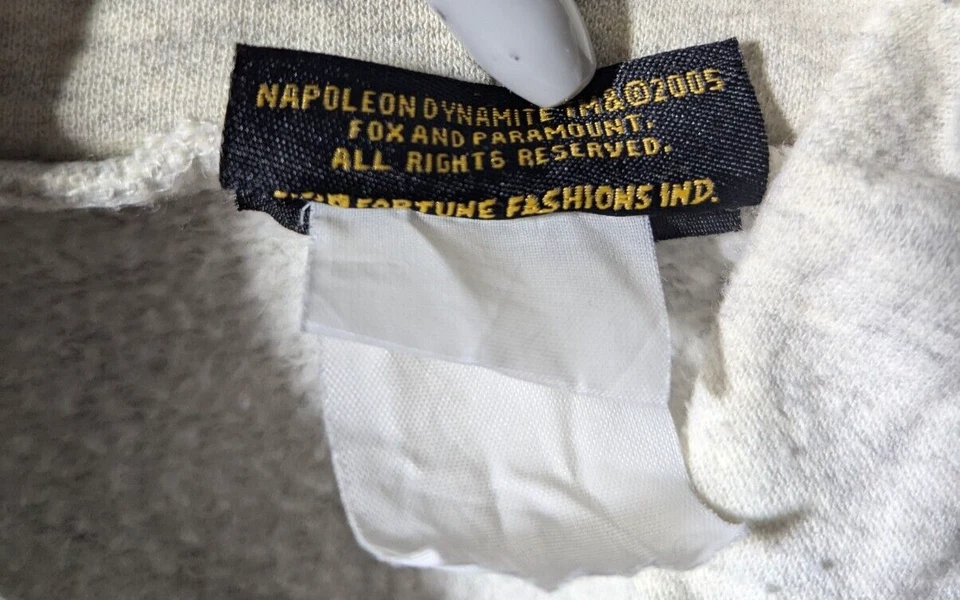 NAPOLEON DYNAMITE TM&©2005
FOX AND PARAMOUNT.
ALL RIGHTS RESERVED.
FORTUNE FASHIONS IND.